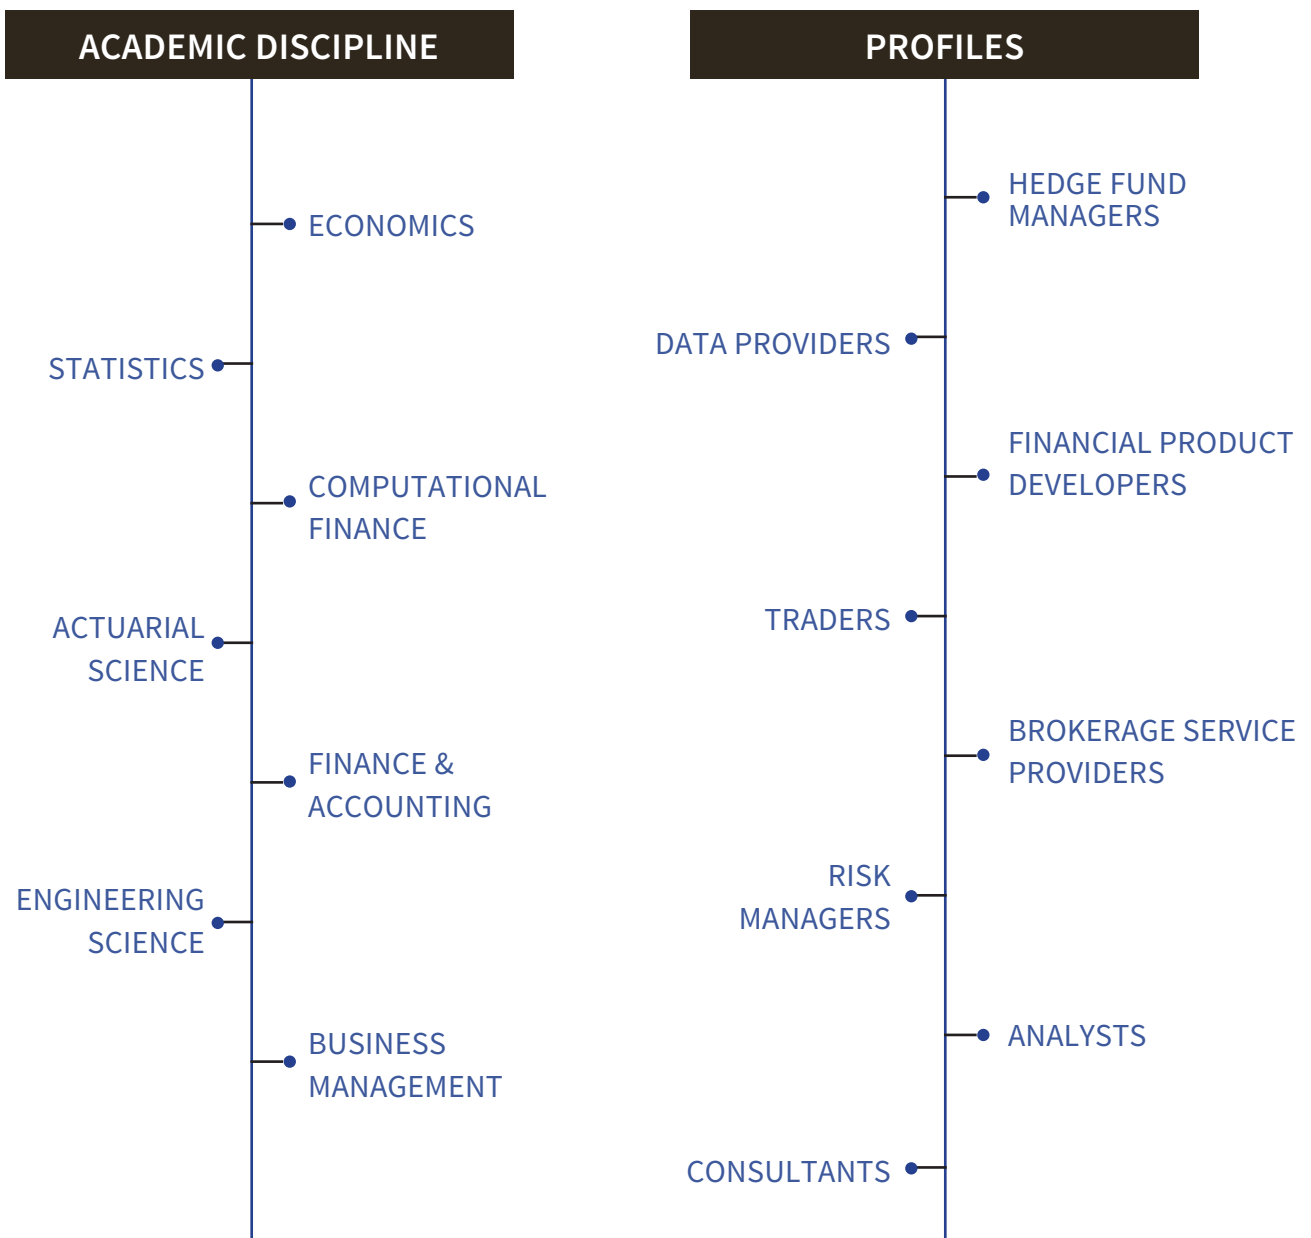 ACADEMIC DISCIPLINE
ECONOMICS
STATISTICS
COMPUTATIONAL
FINANCE
ACTUARIAL
SCIENCE
FINANCE &
ACCOUNTING
ENGINEERING
SCIENCE
BUSINESS
MANAGEMENT
PROFILES
HEDGE FUND
MANAGERS
DATA PROVIDERS
FINANCIAL PRODUCT
DEVELOPERS
TRADERS
BROKERAGE SERVICE
PROVIDERS
RISK
MANAGERS
ANALYSTS
CONSULTANTS